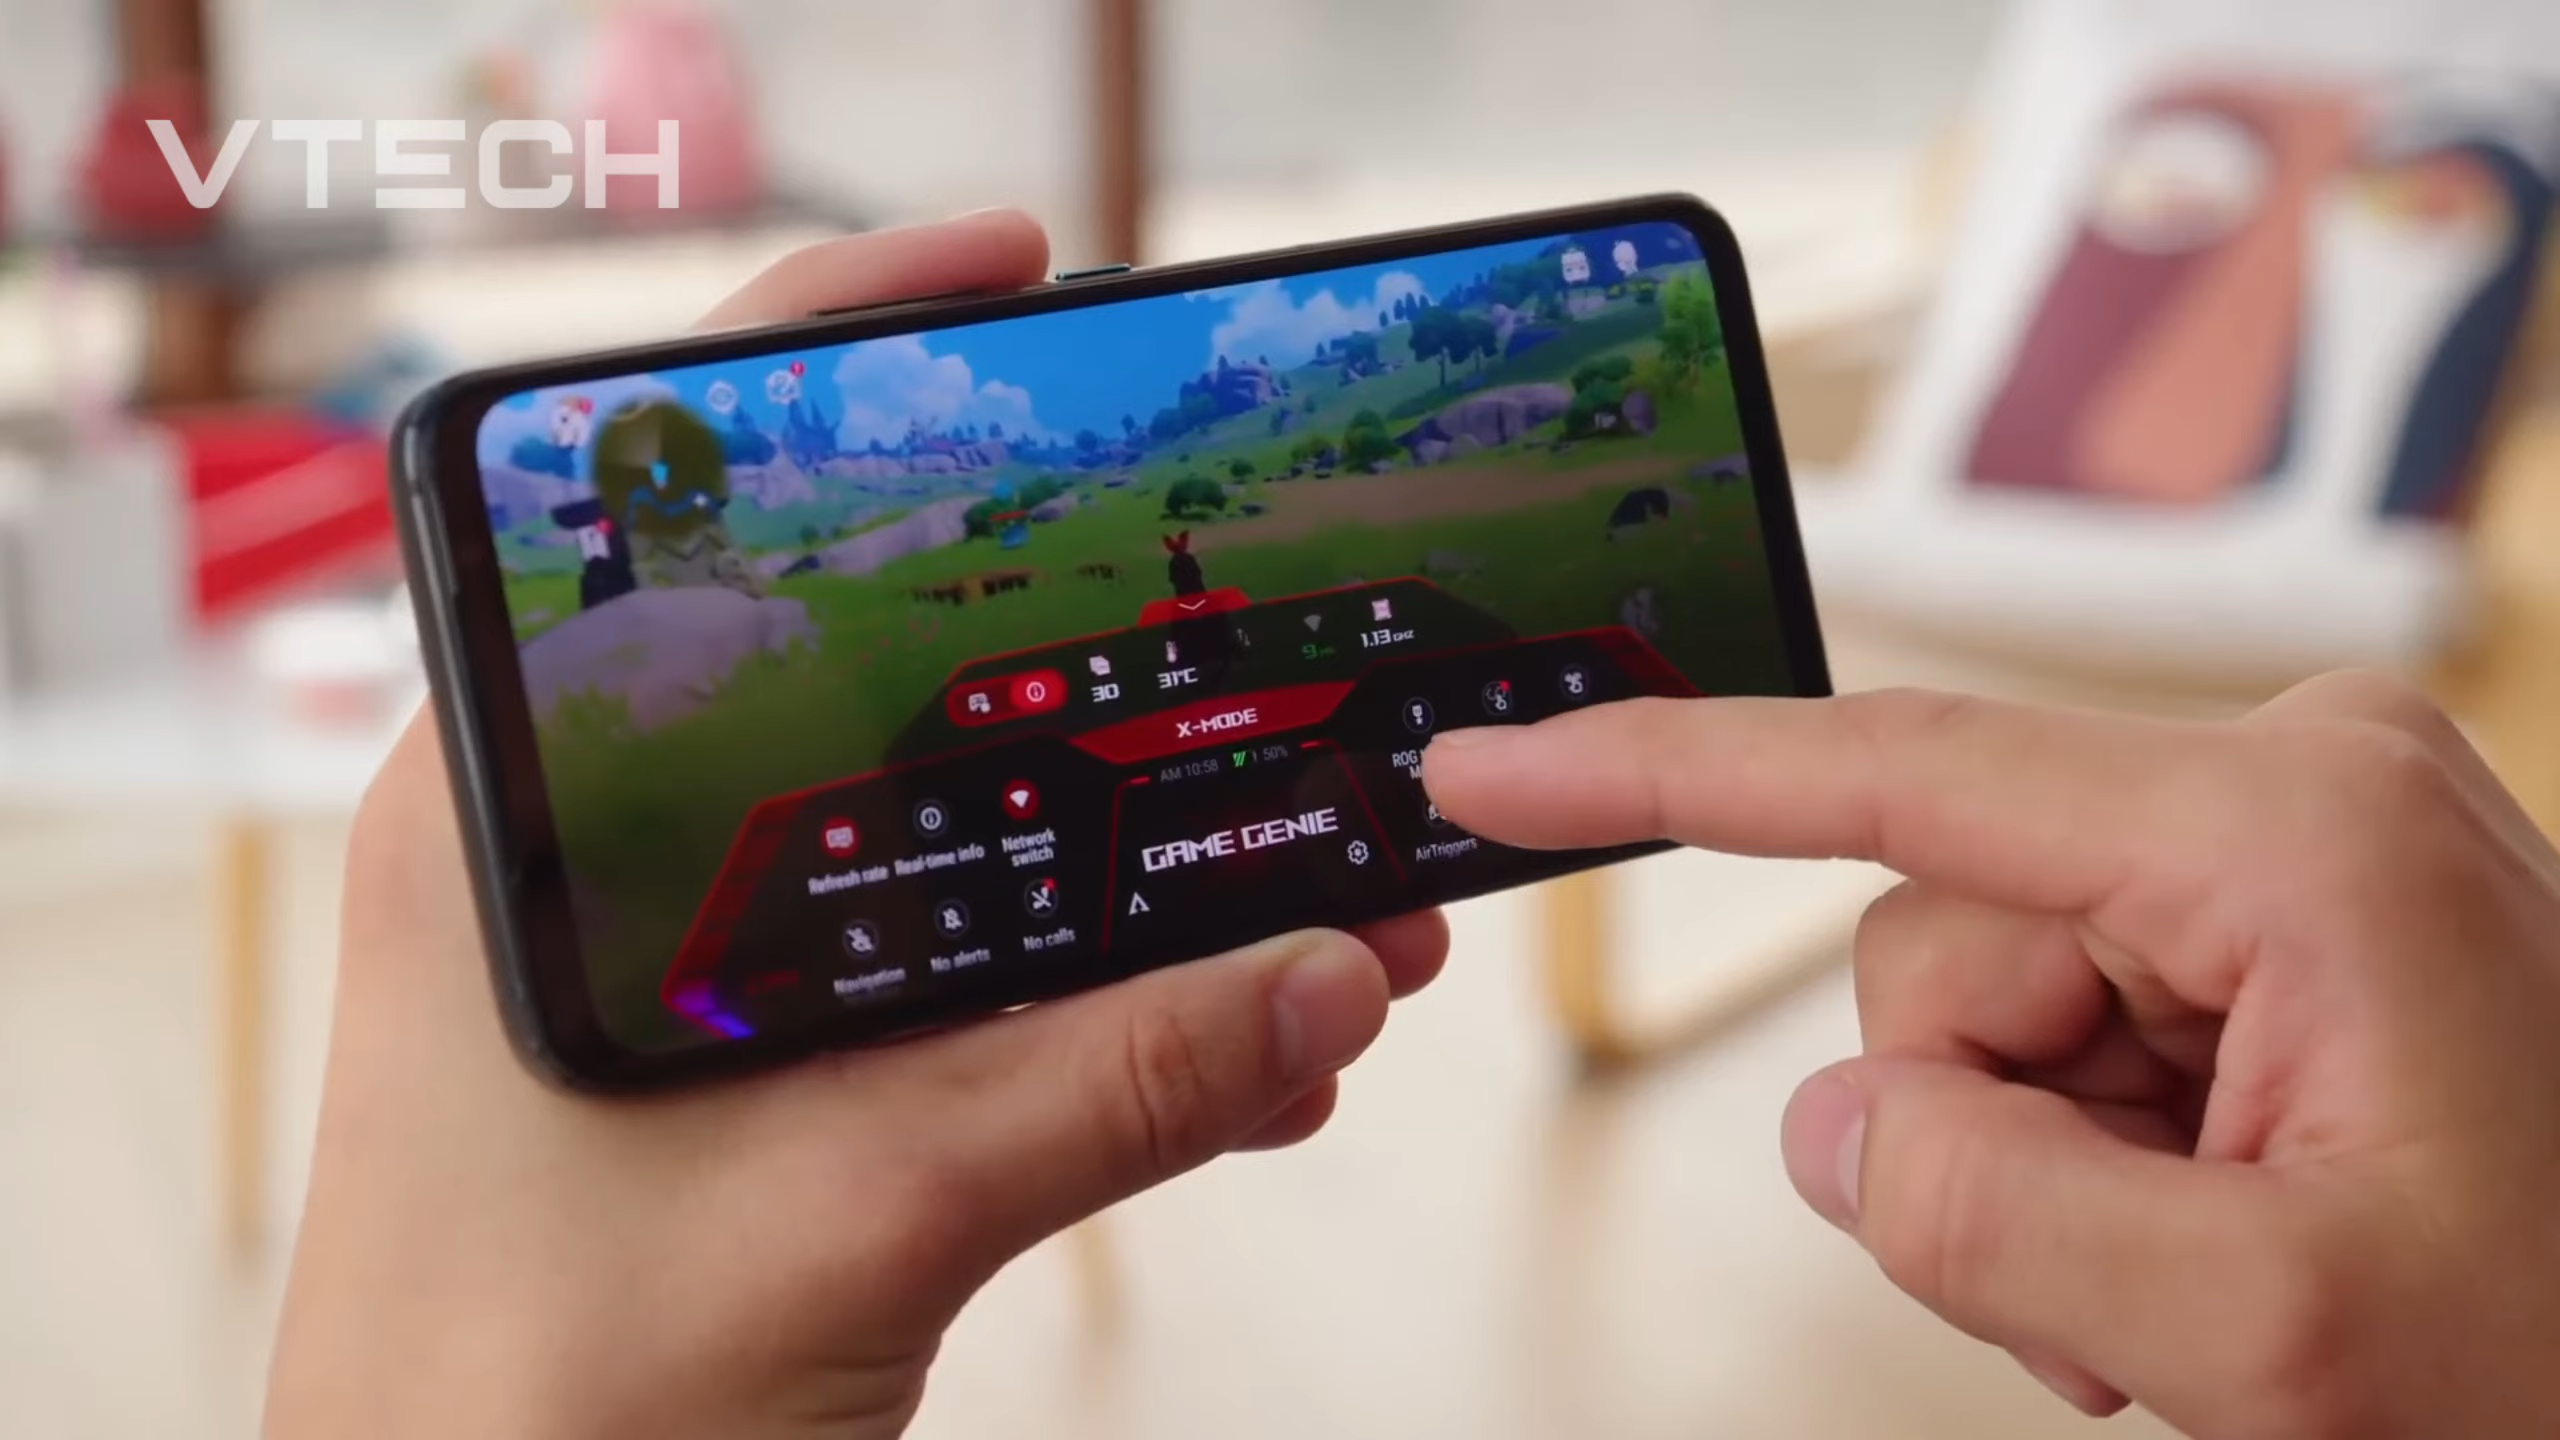 VTECH
30
31°C
1.13 GHZ
X-MODE
AM 10:58
50%
GAME GENIE
Refresh rate
Real-time info
Network
switch
Navigation
No alerts
No calls
ROG
AirTriggers